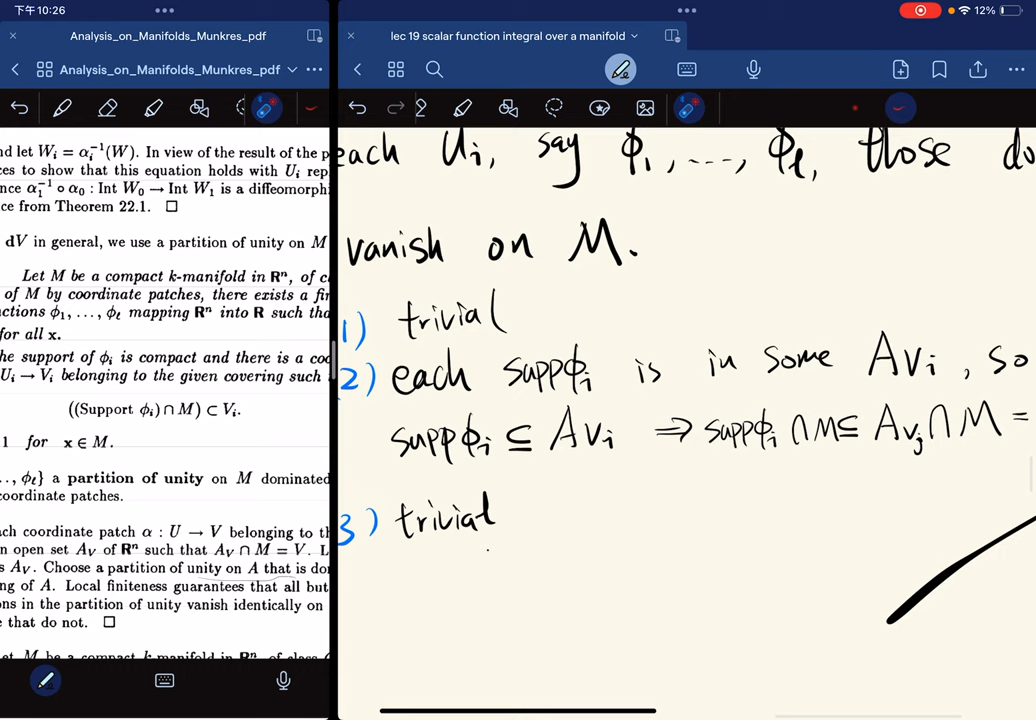 下午10:26
12%
Analysis_on_Manifolds_Munkres_pdf
Analysis_on_Manifolds_Munkres_pdf
nd let Wᵢ = αᵢ⁻¹(W). In view of the result of the p
ces to show that this equation holds with Uᵢ rep
nce α₁⁻¹ ∘ α₀ : Int W₀ → Int W₁ is a diffeomorphi
ce from Theorem 22.1. □
dV in general, we use a partition of unity on M
Let M be a compact k-manifold in Rⁿ, of cl
of M by coordinate patches, there exists a fin
nctions ϕ₁, . . . , ϕℓ mapping Rⁿ into R such tha
for all x.
he support of ϕᵢ is compact and there is a coo
Uᵢ → Vᵢ belonging to the given covering such
((Support ϕᵢ) ∩ M) ⊂ Vᵢ.
1 for x ∈ M.
. . , ϕℓ} a partition of unity on M dominated
coordinate patches.
ach coordinate patch α : U → V belonging to th
n open set A_V of Rⁿ such that A_V ∩ M = V. L
s A_V. Choose a partition of unity on A that is do
ng of A. Local finiteness guarantees that all but
ons in the partition of unity vanish identically on
e that do not. □
et M be a compact k-manifold in Rⁿ, of class
lec 19 scalar function integral over a manifold
each Uᵢ, say ϕ₁, ..., ϕℓ, those do
vanish on M.
1) trivial
2) each suppϕᵢ is in some Avᵢ, so
suppϕᵢ ⊆ Avᵢ ⇒ suppϕᵢ ∩ M ⊆ Avⱼ ∩ M =
3) trivial